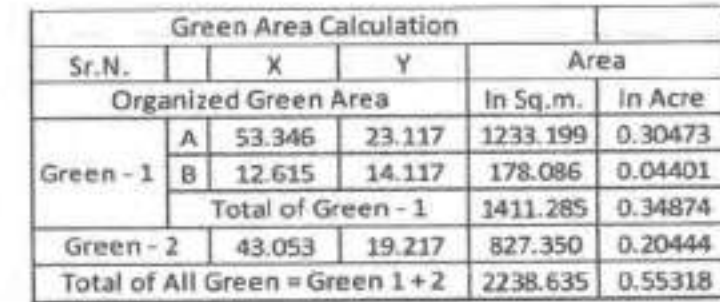 Green Area Calculation
Sr.N. X Y Area
Organized Green Area In Sq.m. In Acre
Green - 1 A 53.346 23.117 1233.199 0.30473
B 12.615 14.117 178.086 0.04401
Total of Green - 1 1411.285 0.34874
Green - 2 43.053 19.217 827.350 0.20444
Total of All Green = Green 1 + 2 2238.635 0.55318